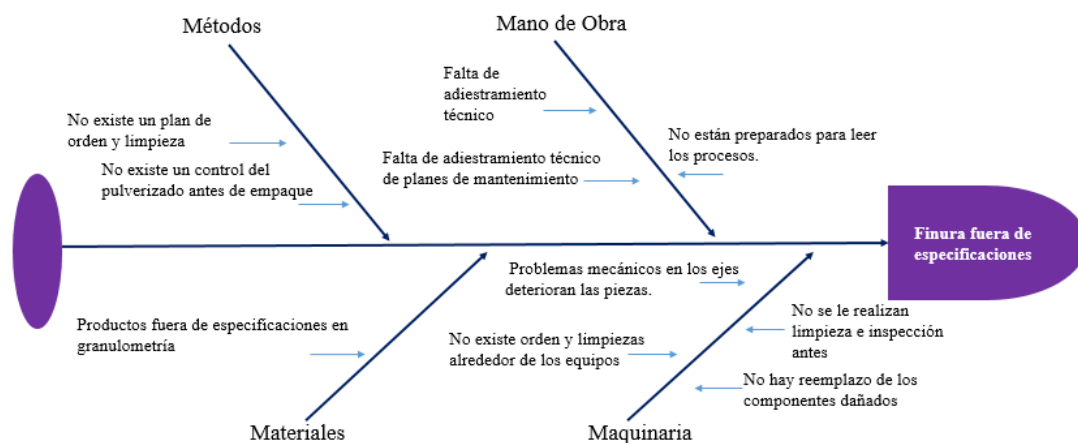 Métodos
Mano de Obra
Falta de
adiestramiento
técnico
No existe un plan de
orden y limpieza
No están preparados para leer
los procesos.
Falta de adiestramiento técnico
de planes de mantenimiento
No existe un control del
pulverizado antes de empaque
Finura fuera de
especificaciones
Problemas mecánicos en los ejes
deterioran las piezas.
Productos fuera de especificaciones en
granulometría
No existe orden y limpiezas
alrededor de los equipos
No se le realizan
limpieza e inspección
antes
No hay reemplazo de los
componentes dañados
Materiales
Maquinaria